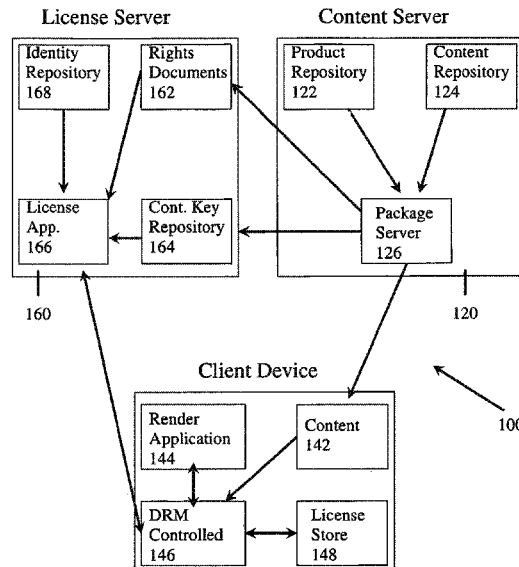 License Server
Content Server
Identity
Repository
168
Rights
Documents
162
Product
Repository
122
Content
Repository
124
License
App.
166
Cont. Key
Repository
164
Package
Server
126
160
120
Client Device
100
Render
Application
144
Content
142
DRM
Controlled
146
License
Store
148